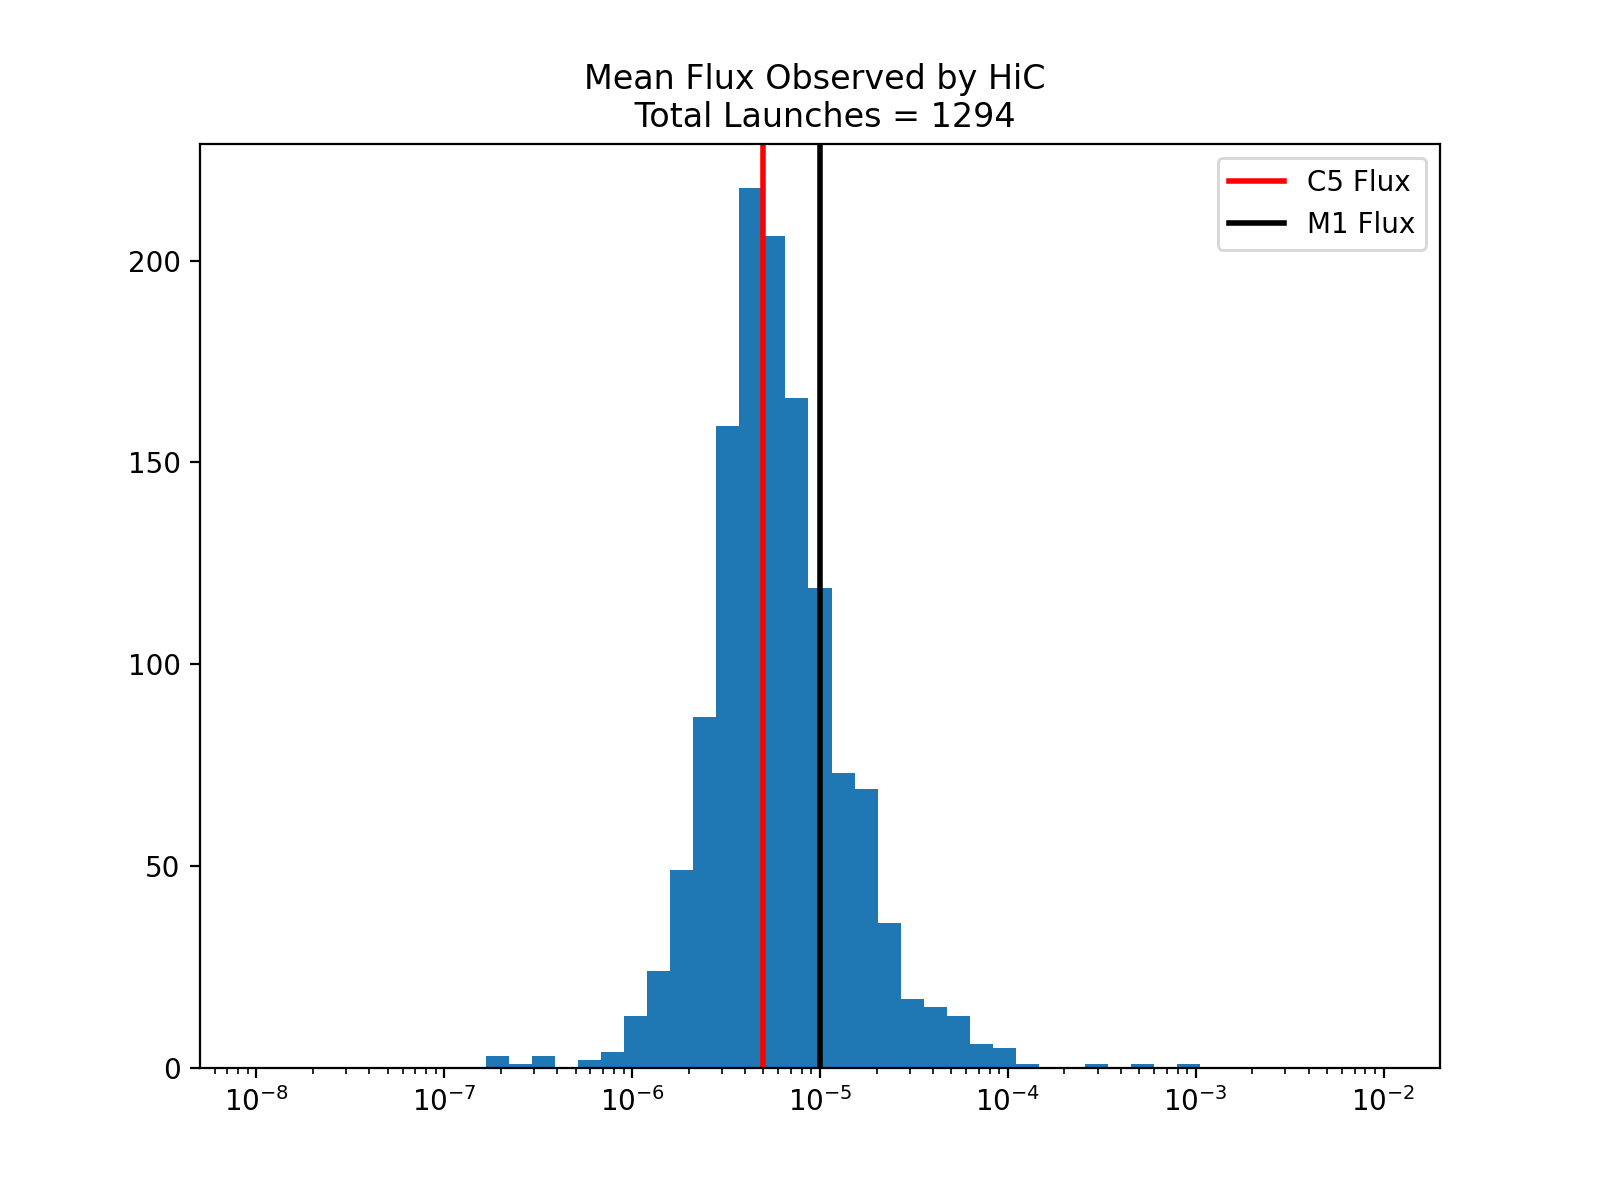 Mean Flux Observed by HiC
Total Launches = 1294
C5 Flux
M1 Flux
200
150
100
50
0
10⁻⁸ 10⁻⁷ 10⁻⁶ 10⁻⁵ 10⁻⁴ 10⁻³ 10⁻²